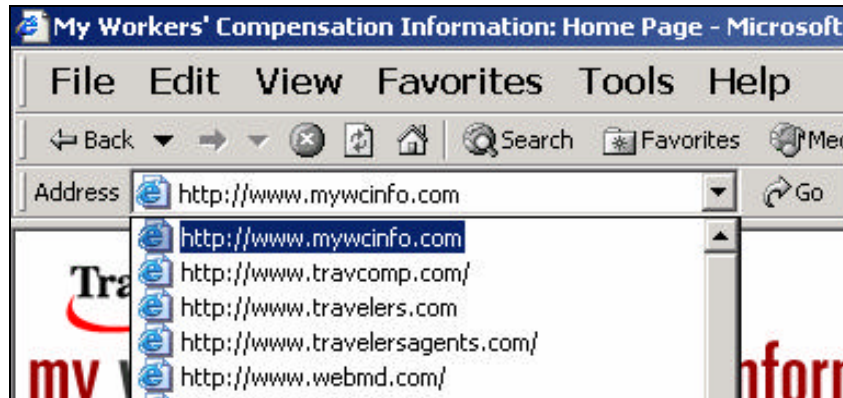 My Workers' Compensation Information: Home Page - Microsoft
File Edit View Favorites Tools Help
Back Search Favorites
Address http://www.mywcinfo.com Go
http://www.mywcinfo.com
http://www.travcomp.com/
http://www.travelers.com
http://www.travelersagents.com/
http://www.webmd.com/
my